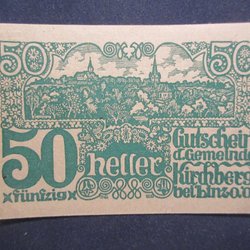 50 50
50 heller
fünfzig
Gutschein
d. Gemeinde
Kirchberg
bei Linz o.D.